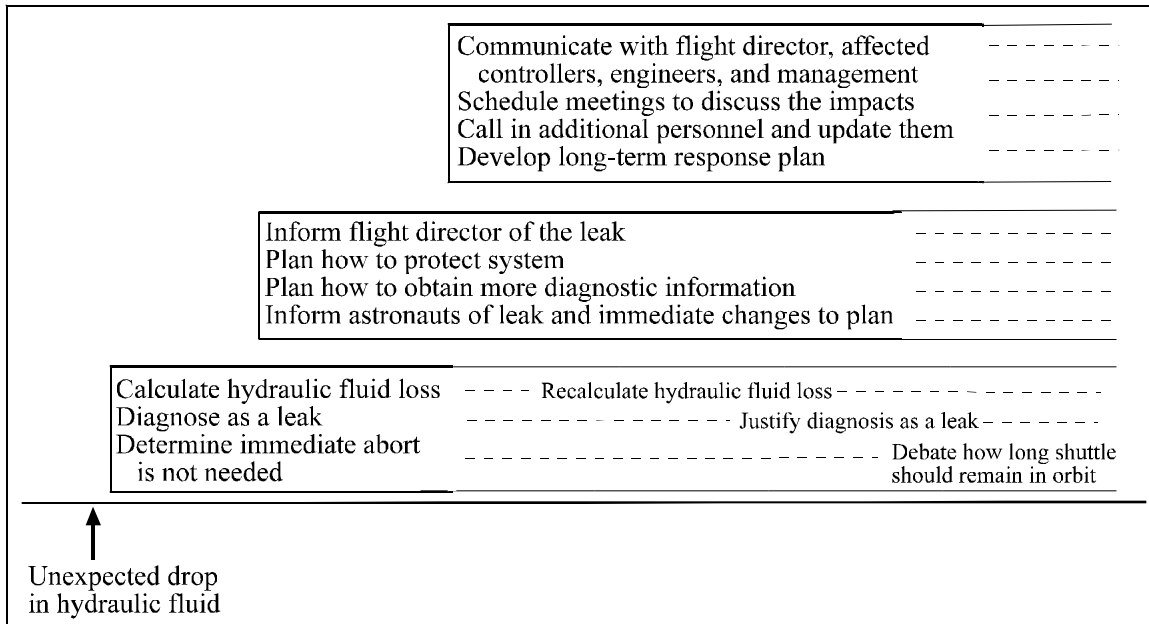 Communicate with flight director, affected
controllers, engineers, and management
Schedule meetings to discuss the impacts
Call in additional personnel and update them
Develop long-term response plan
Inform flight director of the leak
Plan how to protect system
Plan how to obtain more diagnostic information
Inform astronauts of leak and immediate changes to plan
Calculate hydraulic fluid loss
Recalculate hydraulic fluid loss
Diagnose as a leak
Justify diagnosis as a leak
Determine immediate abort
is not needed
Debate how long shuttle
should remain in orbit
Unexpected drop
in hydraulic fluid